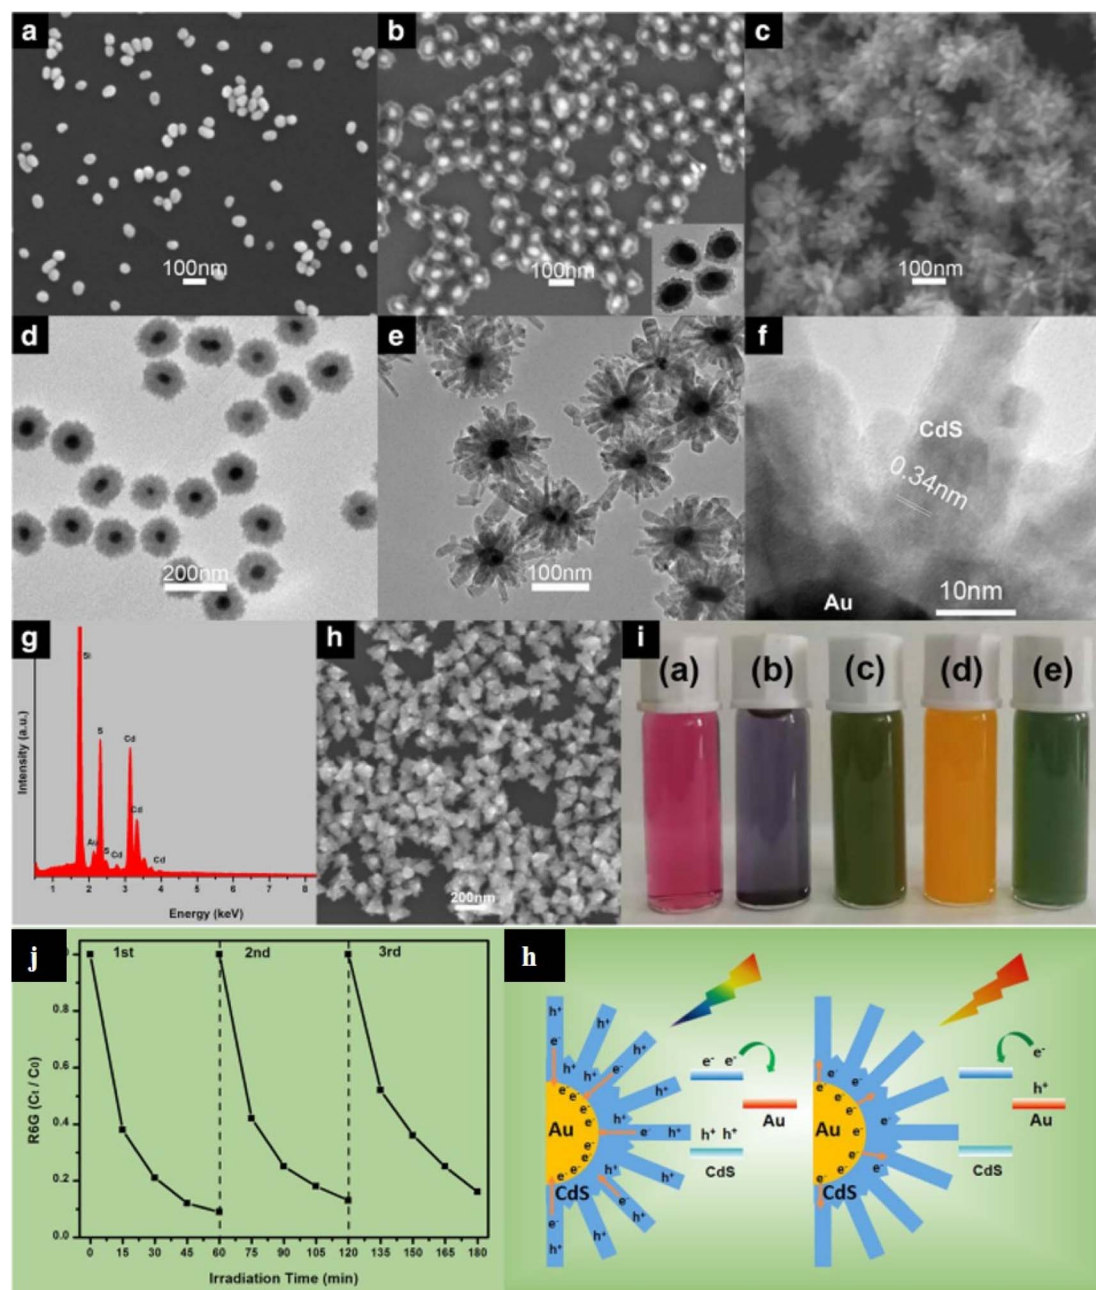 a
100nm
b
100nm
c
100nm
d
200nm
e
100nm
f
CdS
0.34nm
Au
10nm
g
Intensity (a.u.)
Si
S
Cd
Cd
Au
S
Cd
Cd
1 2 3 4 5 6 7 8
Energy (keV)
h
200nm
i
(a) (b) (c) (d) (e)
j
1st 2nd 3rd
R6G (Ct / C0)
0.8
0.6
0.4
0.2
0.0
0 15 30 45 60 75 90 105 120 135 150 165 180
Irradiation Time (min)
h
h+ h+ h+ h+ h+ h+ h+ h+ h+ h+ h+ h+ h+
e- e- e- e- e- e- e- e- e- e- e-
Au
CdS
e- e-
Au
h+ h+
CdS
e- e- e- e- e- e- e- e-
Au
CdS
e-
h+
Au
CdS